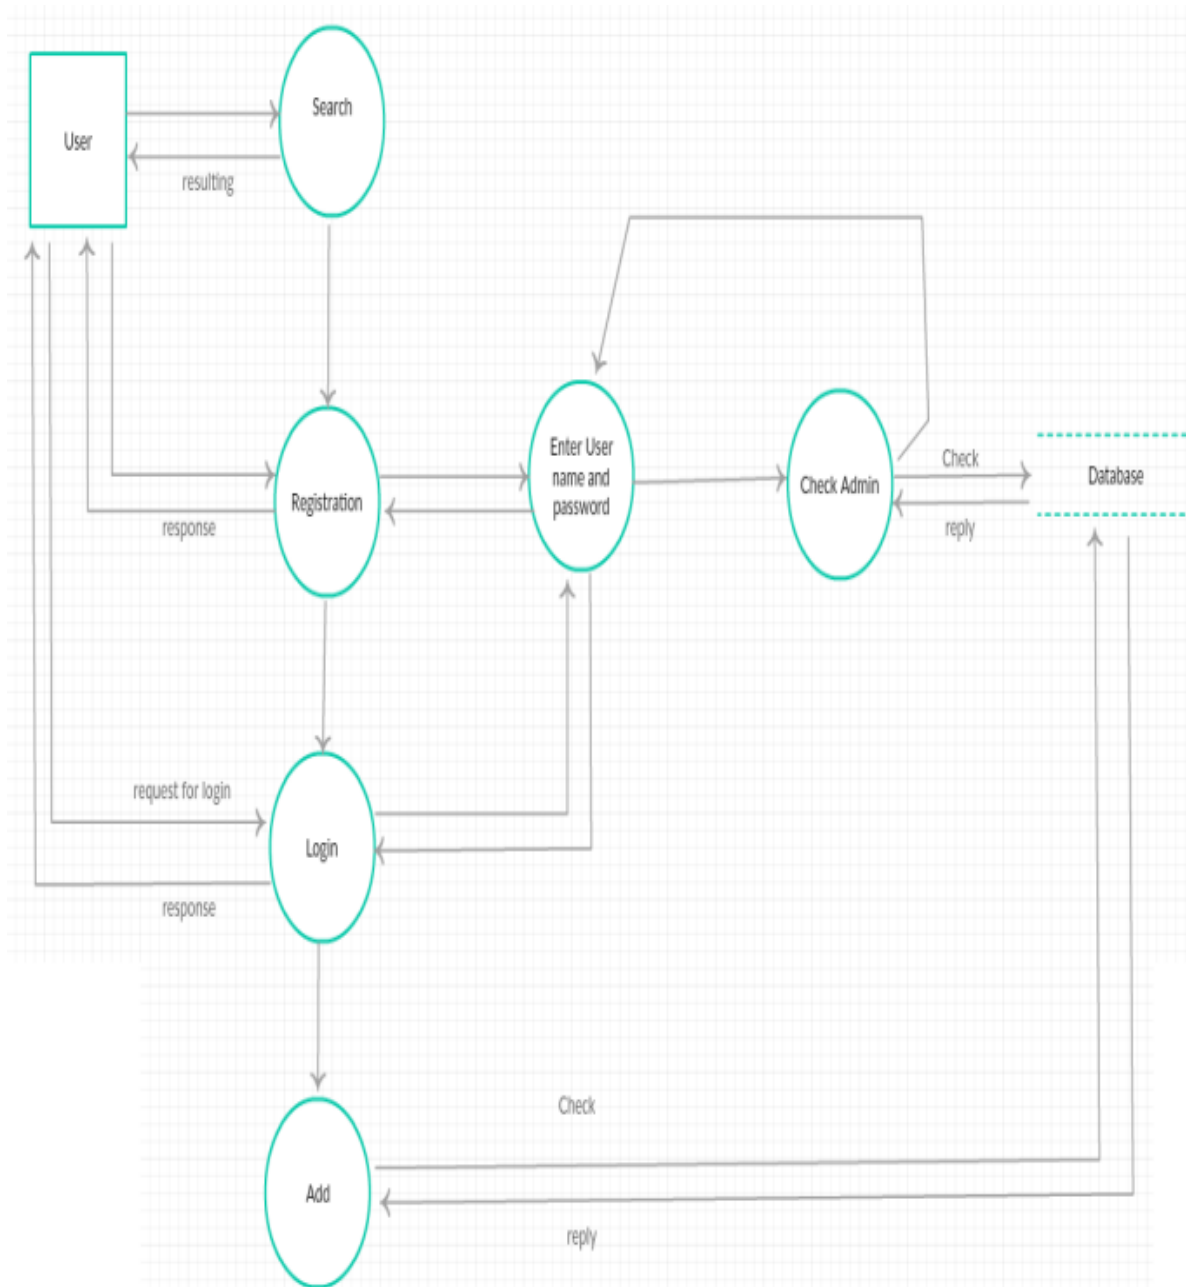 Search
User
resulting
Enter User
name and
password
Check
Check Admin
Database
Registration
response
reply
request for login
Login
response
Check
Add
reply